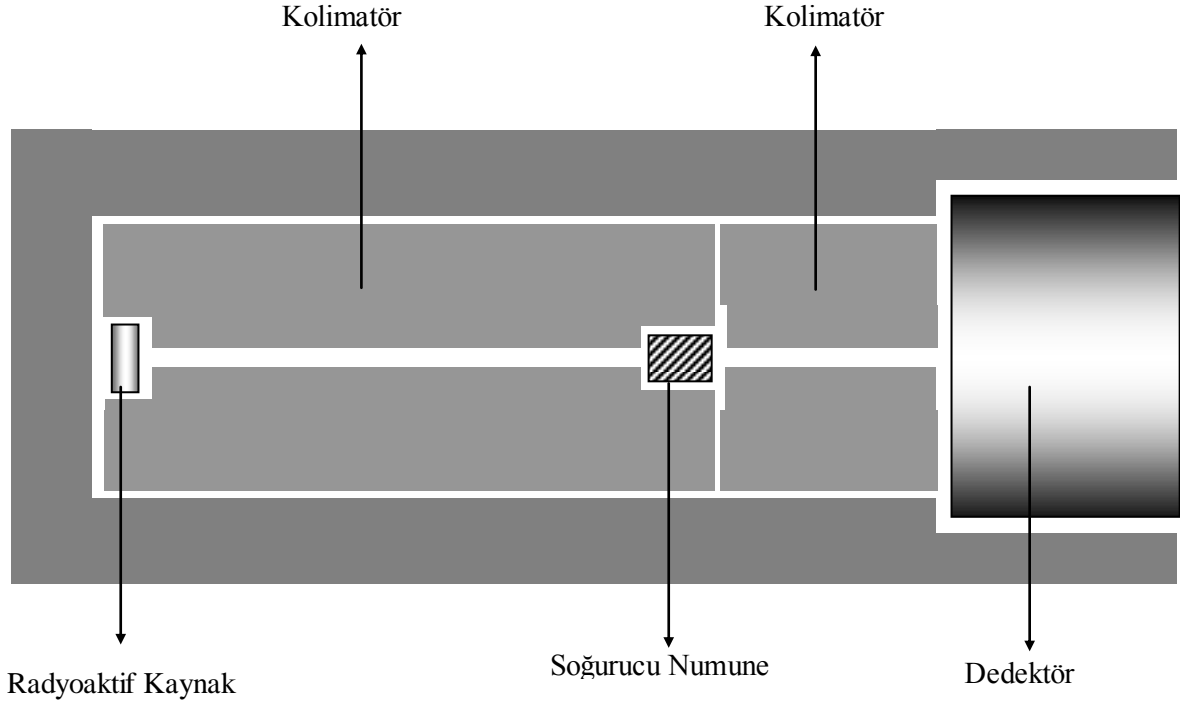 Kolimatör
Kolimatör
Radyoaktif Kaynak
Soğurucu Numune
Dedektör